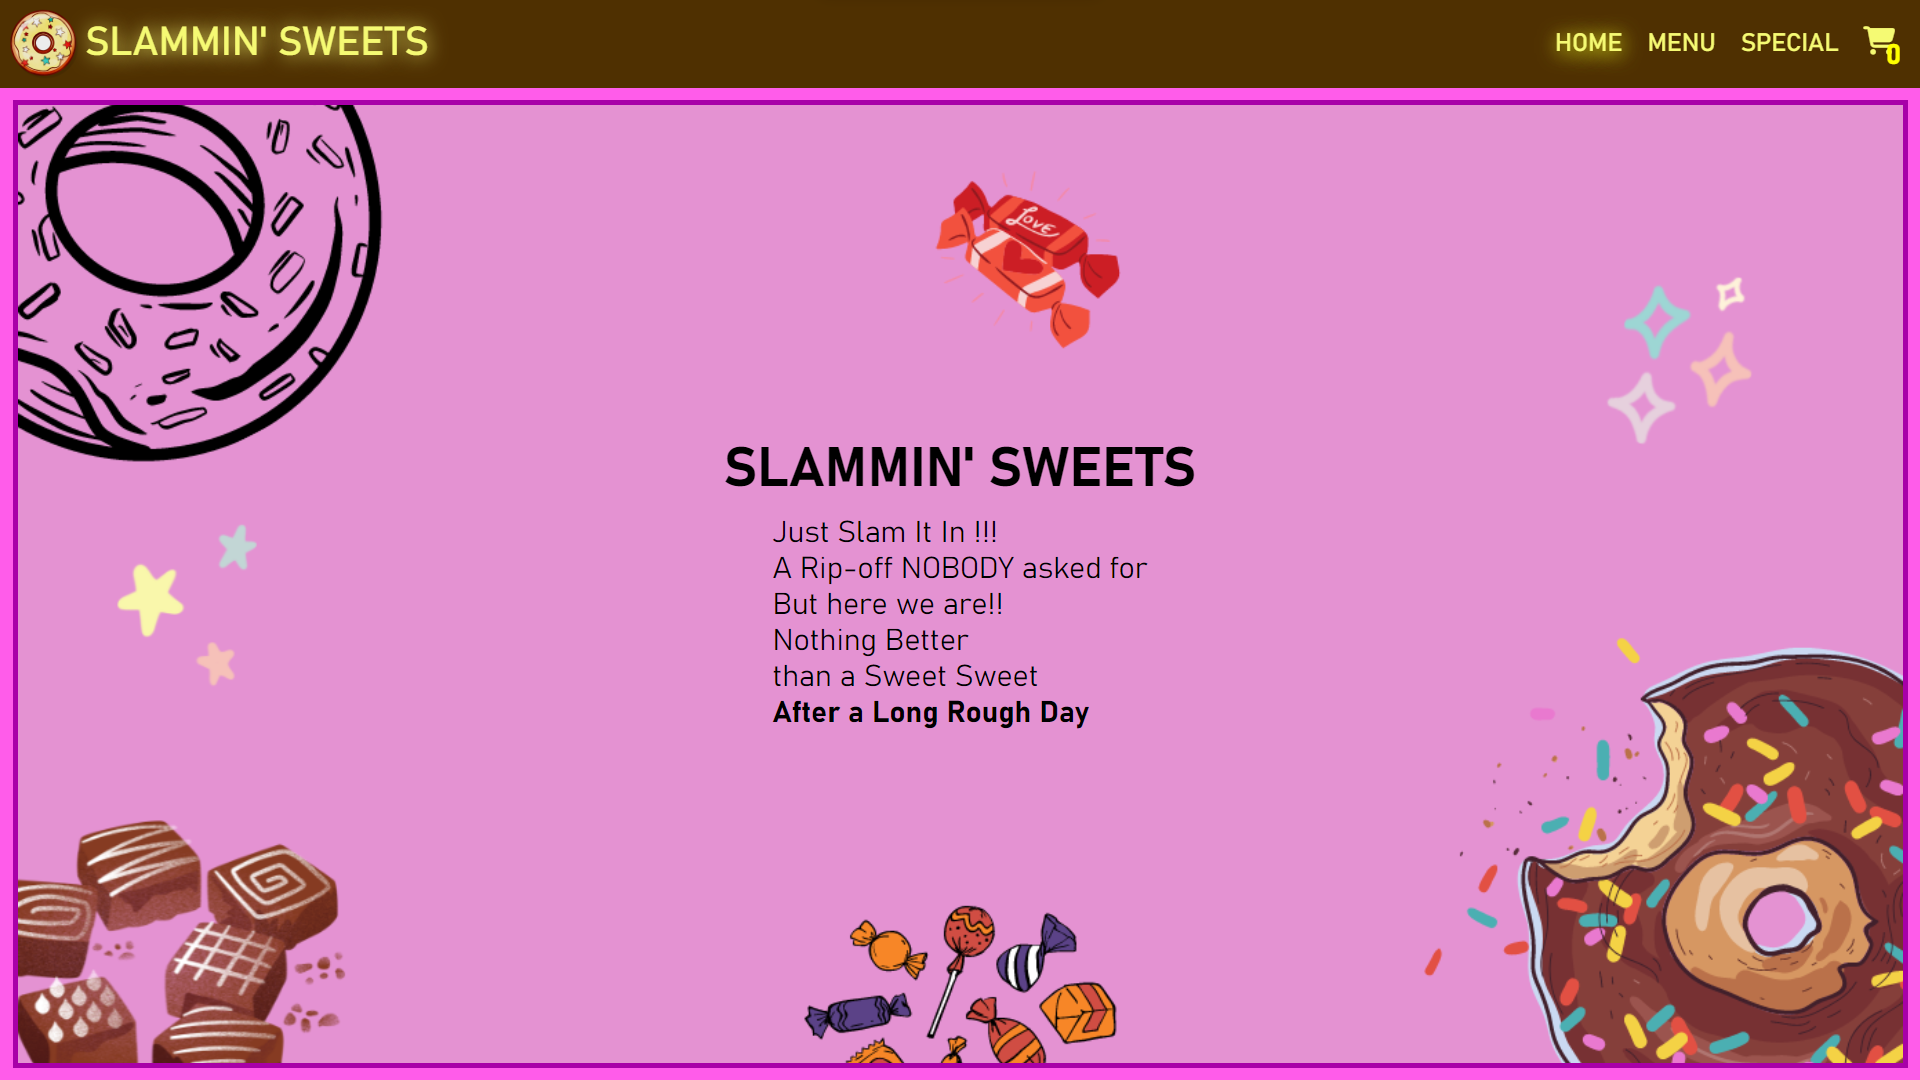 SLAMMIN' SWEETS
HOME MENU SPECIAL 0
LOVE
SLAMMIN' SWEETS
Just Slam It In !!!
A Rip-off NOBODY asked for
But here we are!!
Nothing Better
than a Sweet Sweet
After a Long Rough Day